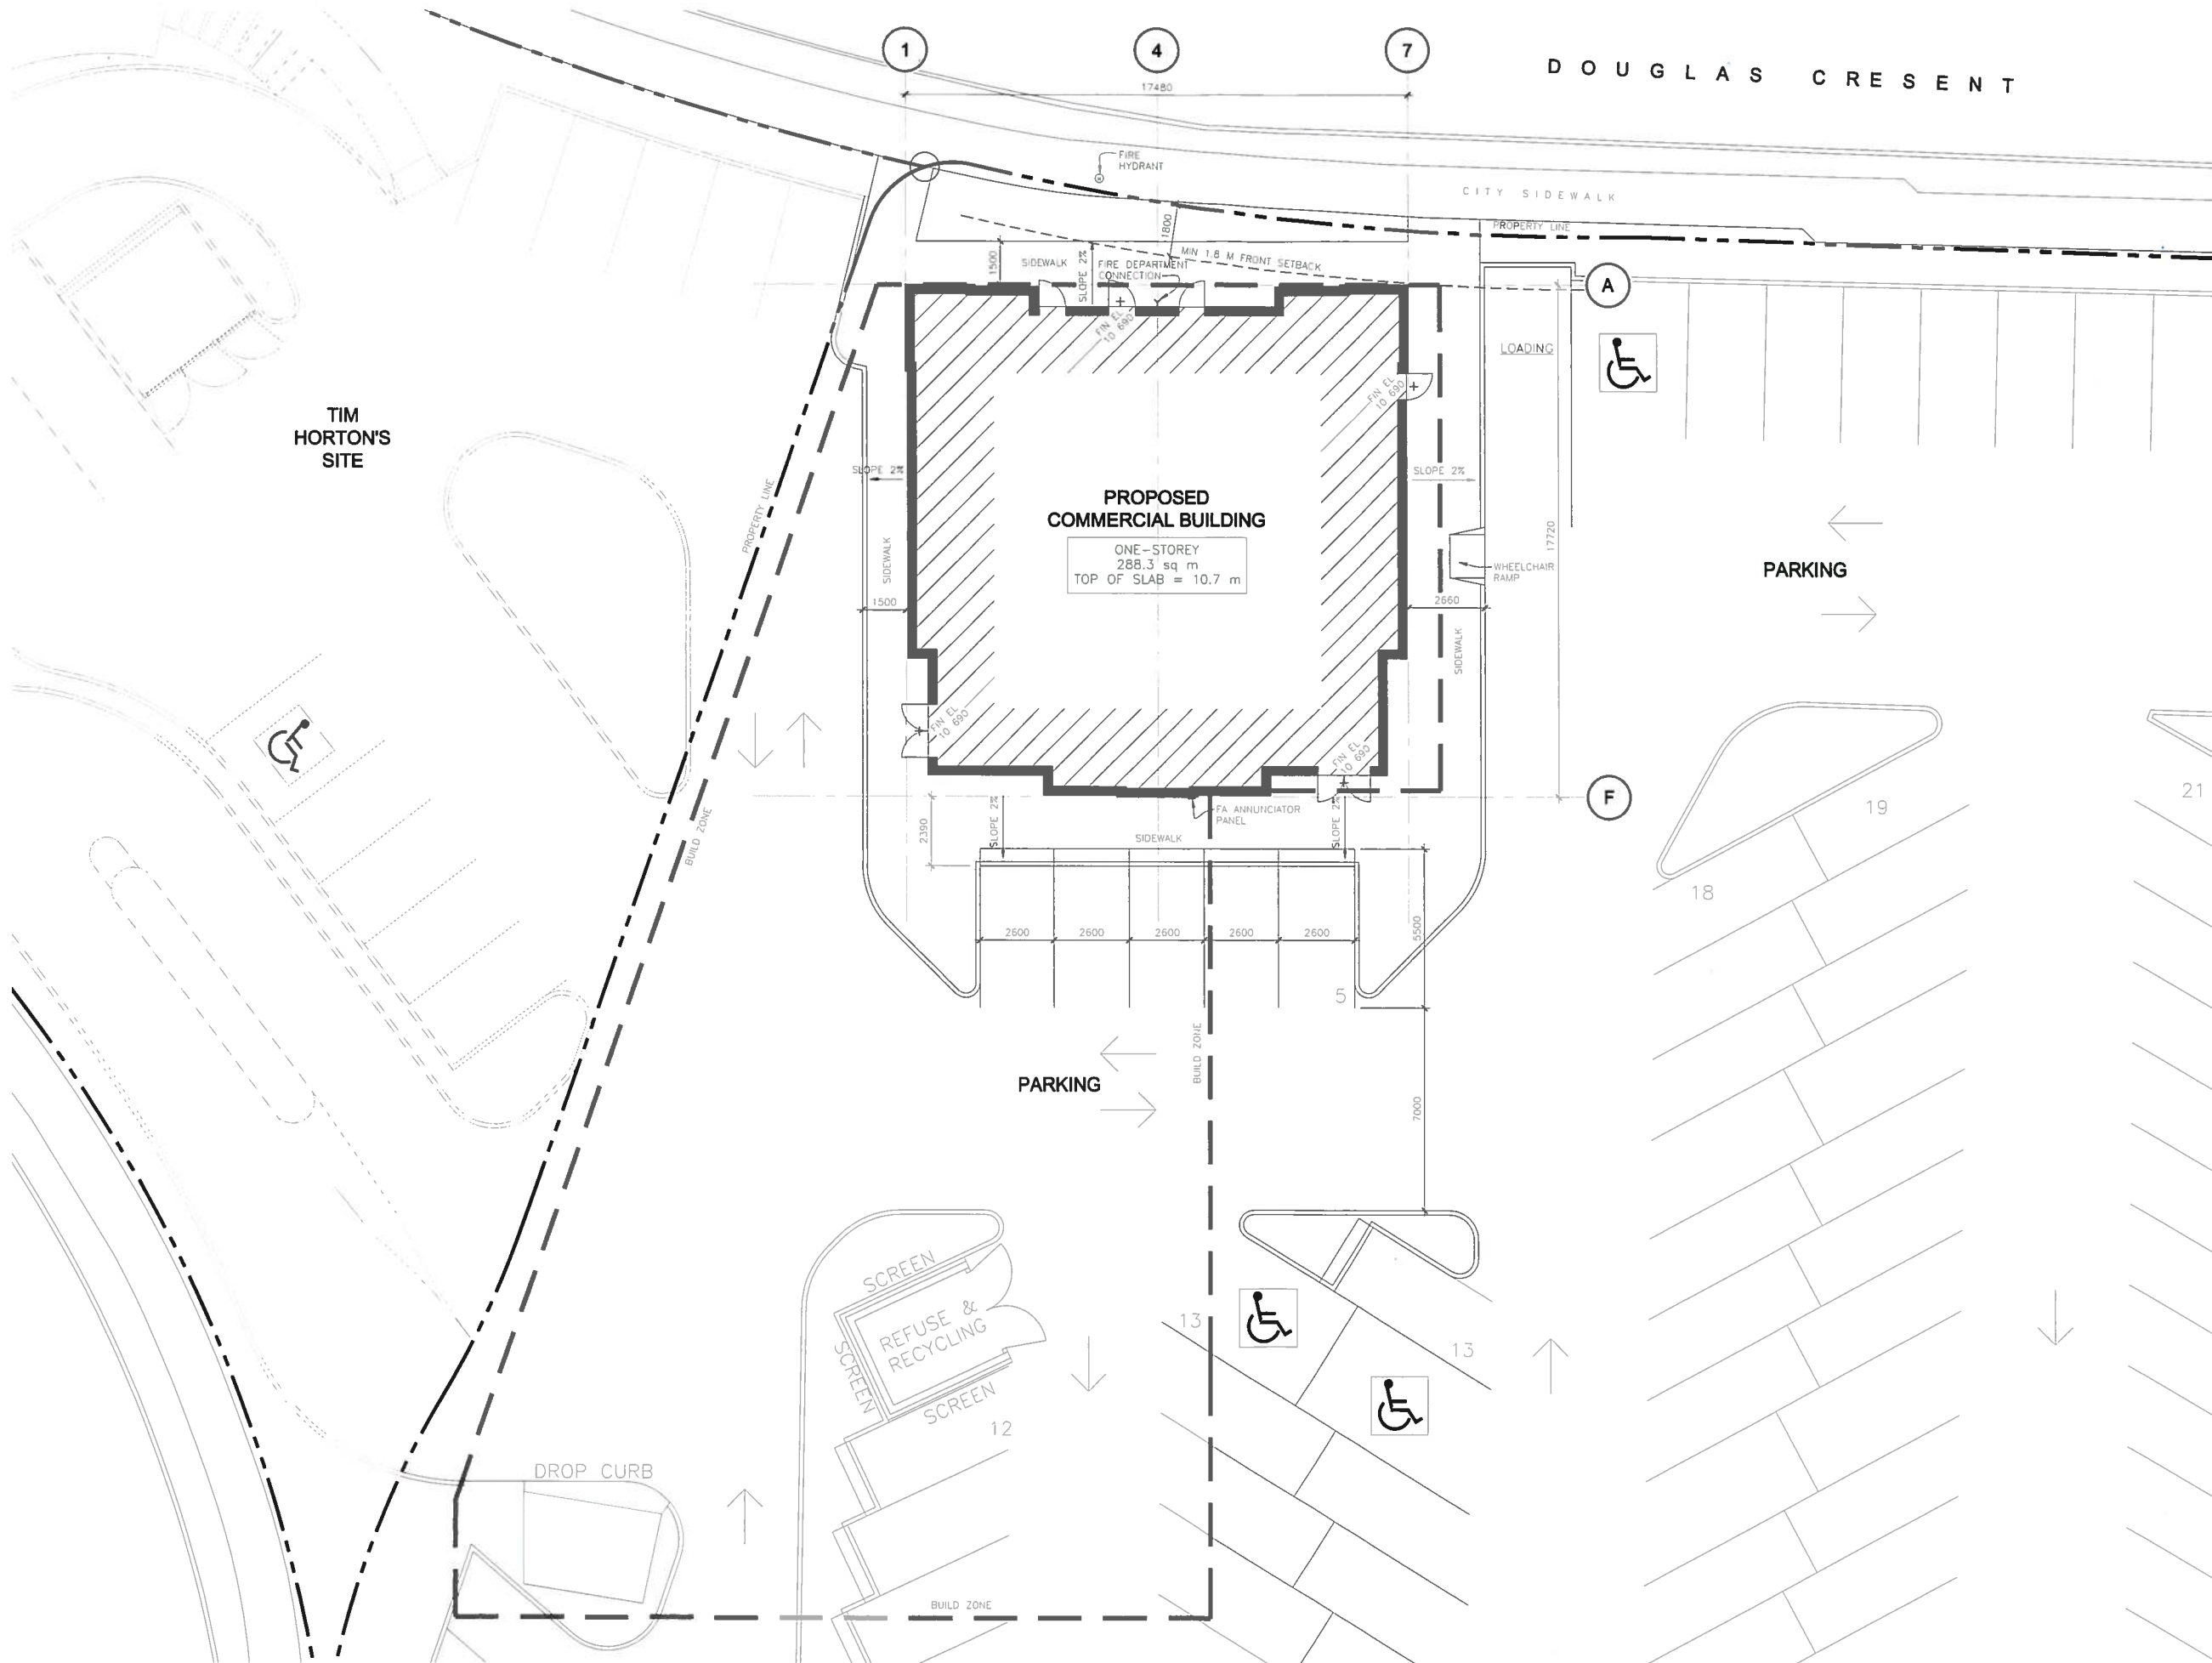 1
4
7
DOUGLAS CRESENT
17480
FIRE
HYDRANT
CITY SIDEWALK
PROPERTY LINE
1800
MIN 1.8 M FRONT SETBACK
1500
SIDEWALK
SLOPE 2%
FIRE DEPARTMENT
CONNECTION
A
FIN EL
10 690
LOADING
FIN EL
10 690
TIM
HORTON'S
SITE
SLOPE 2%
SLOPE 2%
PROPERTY LINE
PROPOSED
COMMERCIAL BUILDING
ONE-STOREY
288.3 sq m
TOP OF SLAB = 10.7 m
17720
SIDEWALK
WHEELCHAIR
RAMP
PARKING
1500
2660
SIDEWALK
FIN EL
10 690
FIN EL
10 690
BUILD ZONE
2390
SLOPE 2%
FA ANNUNCIATOR
PANEL
SLOPE 2%
SIDEWALK
F
19
21
18
2600
2600
2600
2600
2600
5500
5
BUILD ZONE
PARKING
7000
SCREEN
REFUSE &
RECYCLING
SCREEN
SCREEN
13
13
12
DROP CURB
BUILD ZONE